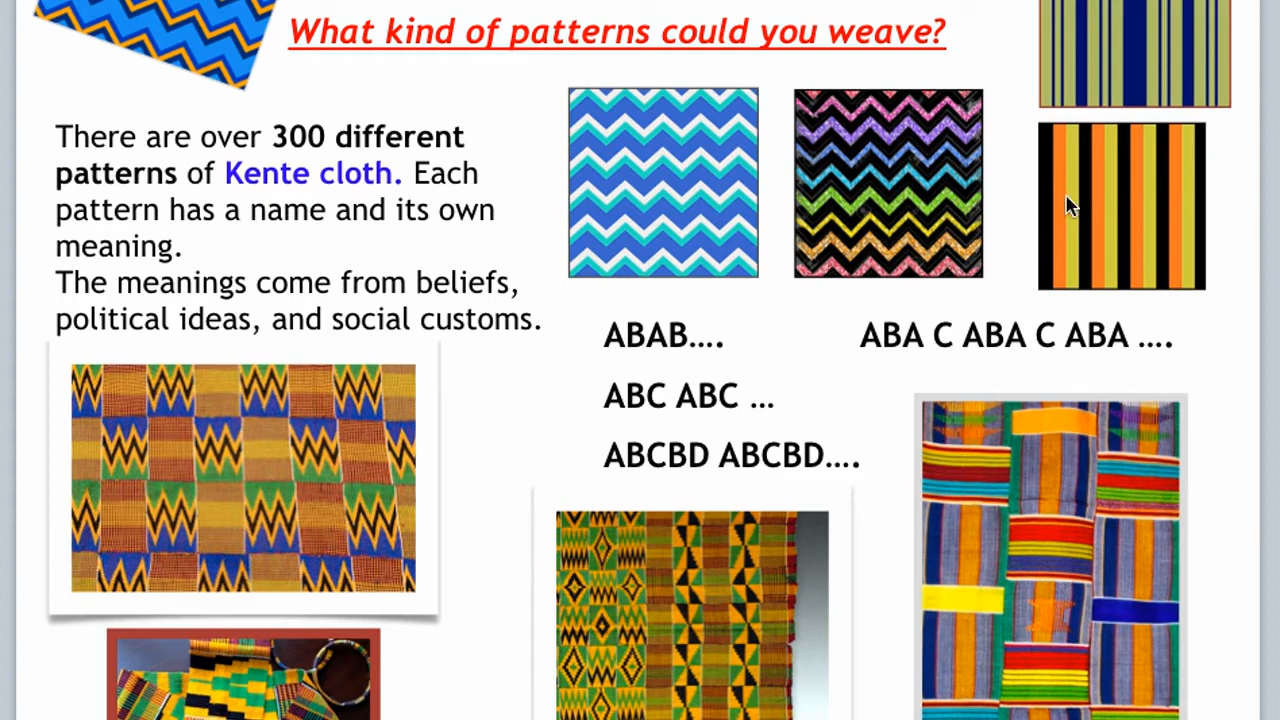 What kind of patterns could you weave?
There are over 300 different
patterns of Kente cloth. Each
pattern has a name and its own
meaning.
The meanings come from beliefs,
political ideas, and social customs.
ABAB....
ABA C ABA C ABA ....
ABC ABC ...
ABCBD ABCBD....